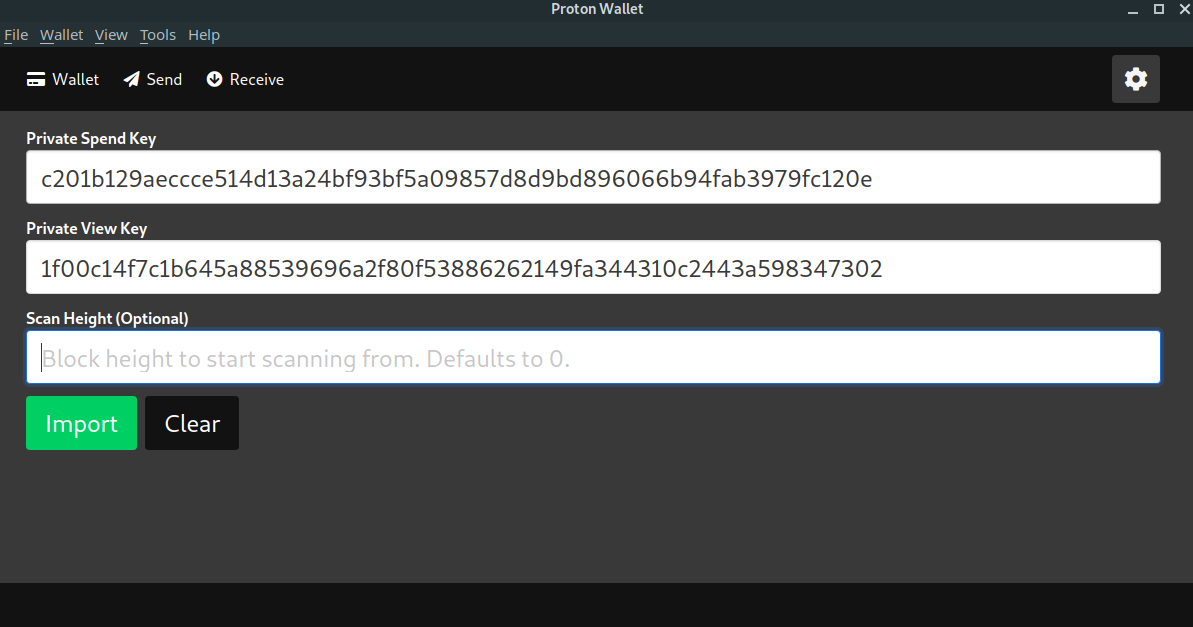 Proton Wallet
File Wallet View Tools Help
Wallet Send Receive
Private Spend Key
c201b129aeccce514d13a24bf93bf5a09857d8d9bd896066b94fab3979fc120e
Private View Key
1f00c14f7c1b645a88539696a2f80f53886262149fa344310c2443a598347302
Scan Height (Optional)
Block height to start scanning from. Defaults to 0.
Import Clear